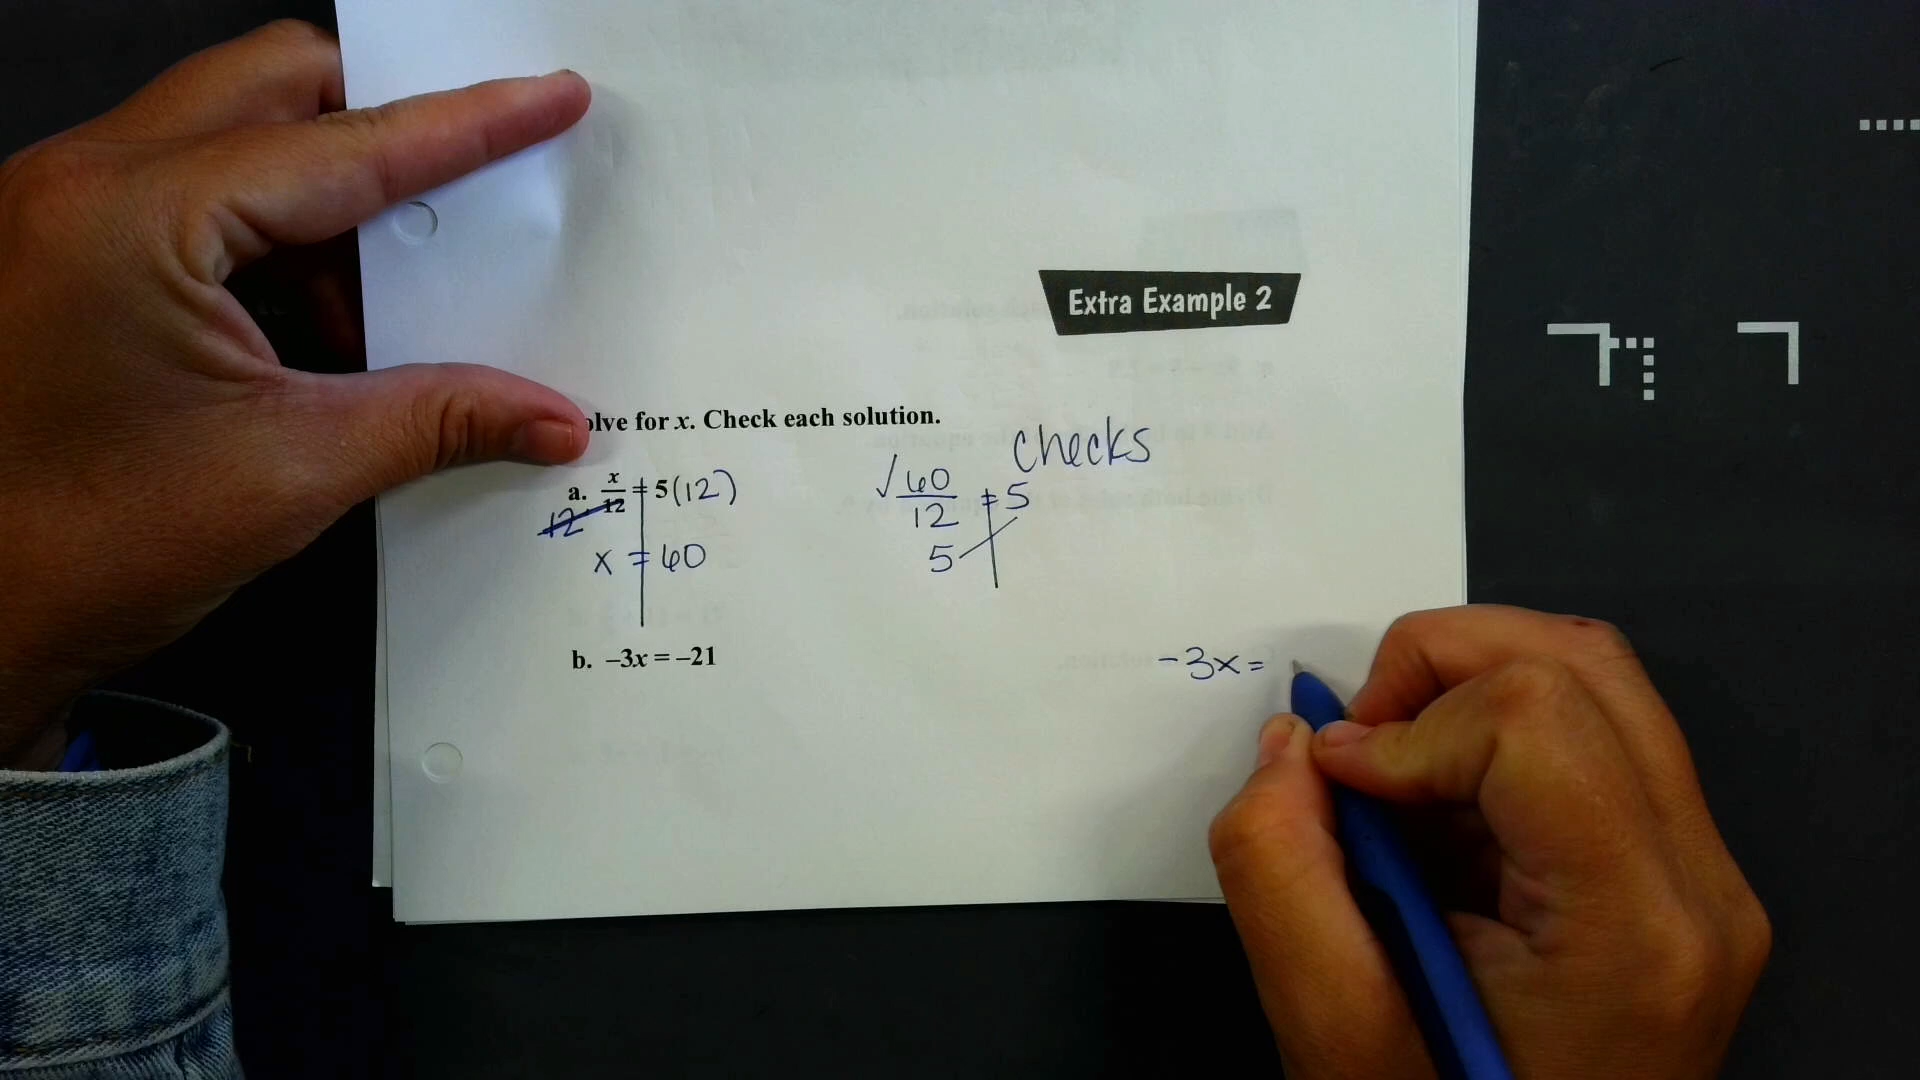 Extra Example 2
olve for x. Check each solution.
checks
a. x/12 = 5(12)
12
√ 60/12 = 5
x = 60
5
b. –3x = –21
-3x =